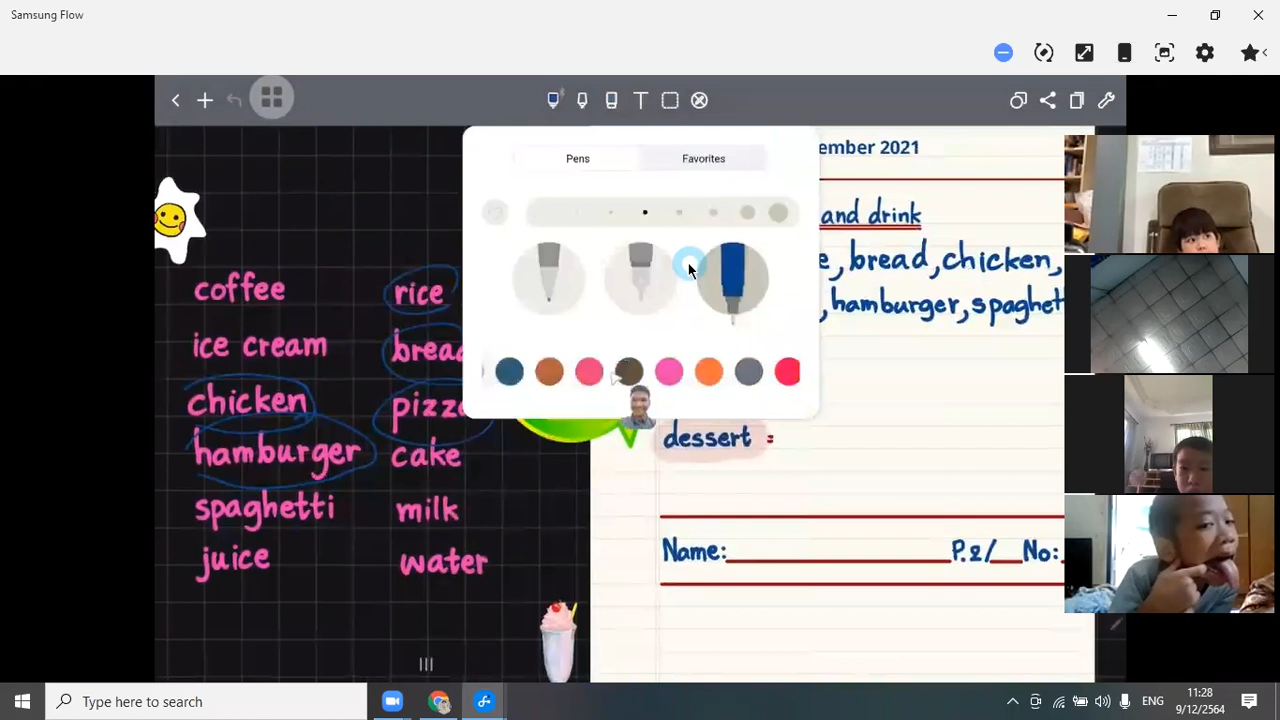 Samsung Flow
ember 2021
Pens
Favorites
and drink
e, bread, chicken,
, hamburger, spaghet
coffee
rice
ice cream
bread
chicken
pizza
hamburger
cake
spaghetti
milk
juice
water
dessert =
Name: P.2/ No:
Type here to search
ENG
11:28
9/12/2564